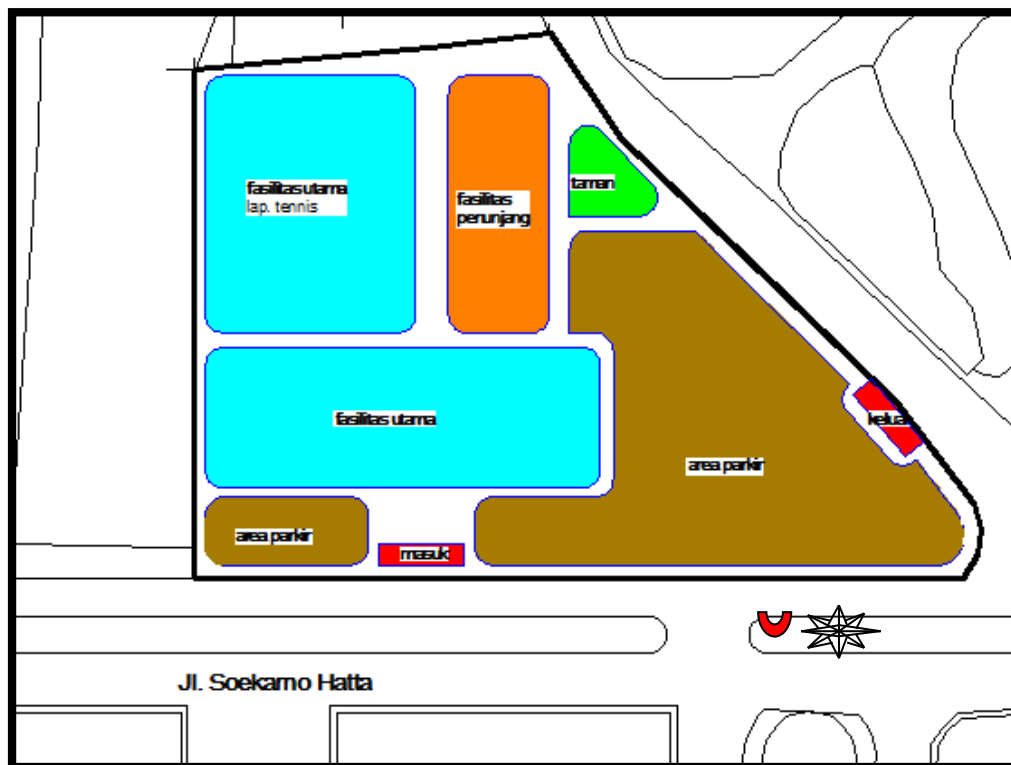 fasilitas utama
lap. tennis
fasilitas
penunjang
taman
fasilitas utama
keluar
area parkir
area parkir
masuk
Jl. Soekarno Hatta